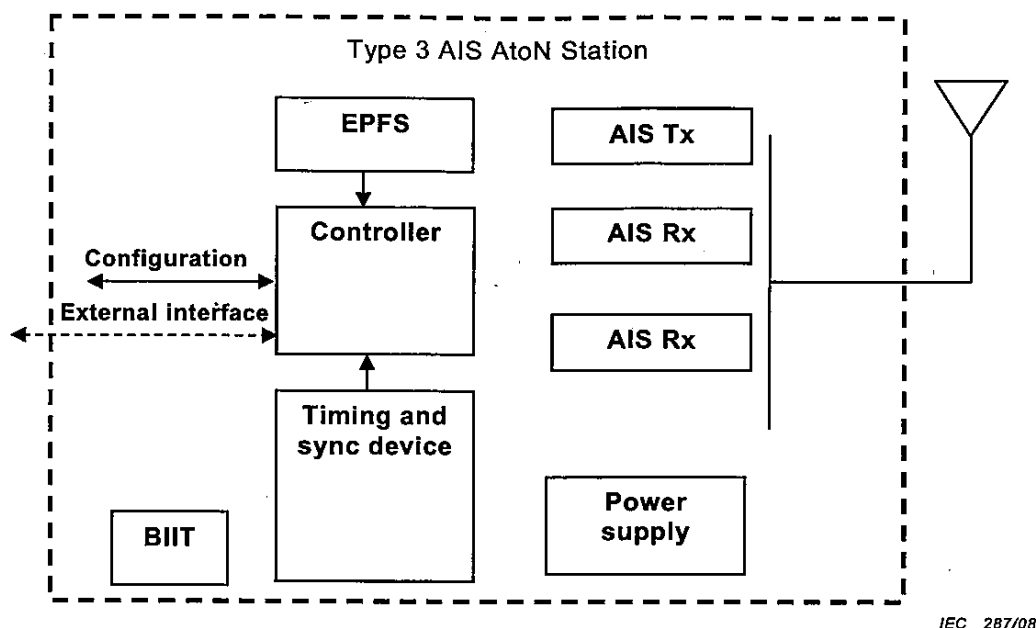 Type 3 AIS AtoN Station
EPFS
AIS Tx
Controller
AIS Rx
Configuration
External interface
AIS Rx
Timing and
sync device
Power
supply
BIIT
IEC 287/08